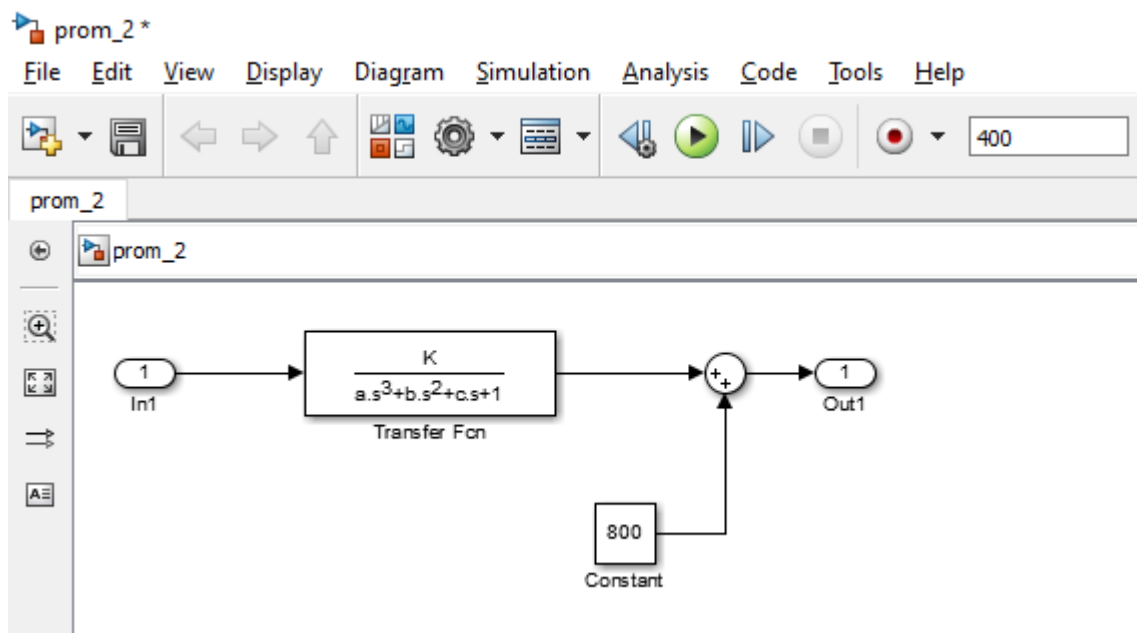 prom_2 *
File Edit View Display Diagram Simulation Analysis Code Tools Help
400
prom_2
prom_2
1
In1
K
a.s3+b.s2+c.s+1
Transfer Fcn
+
+
1
Out1
800
Constant